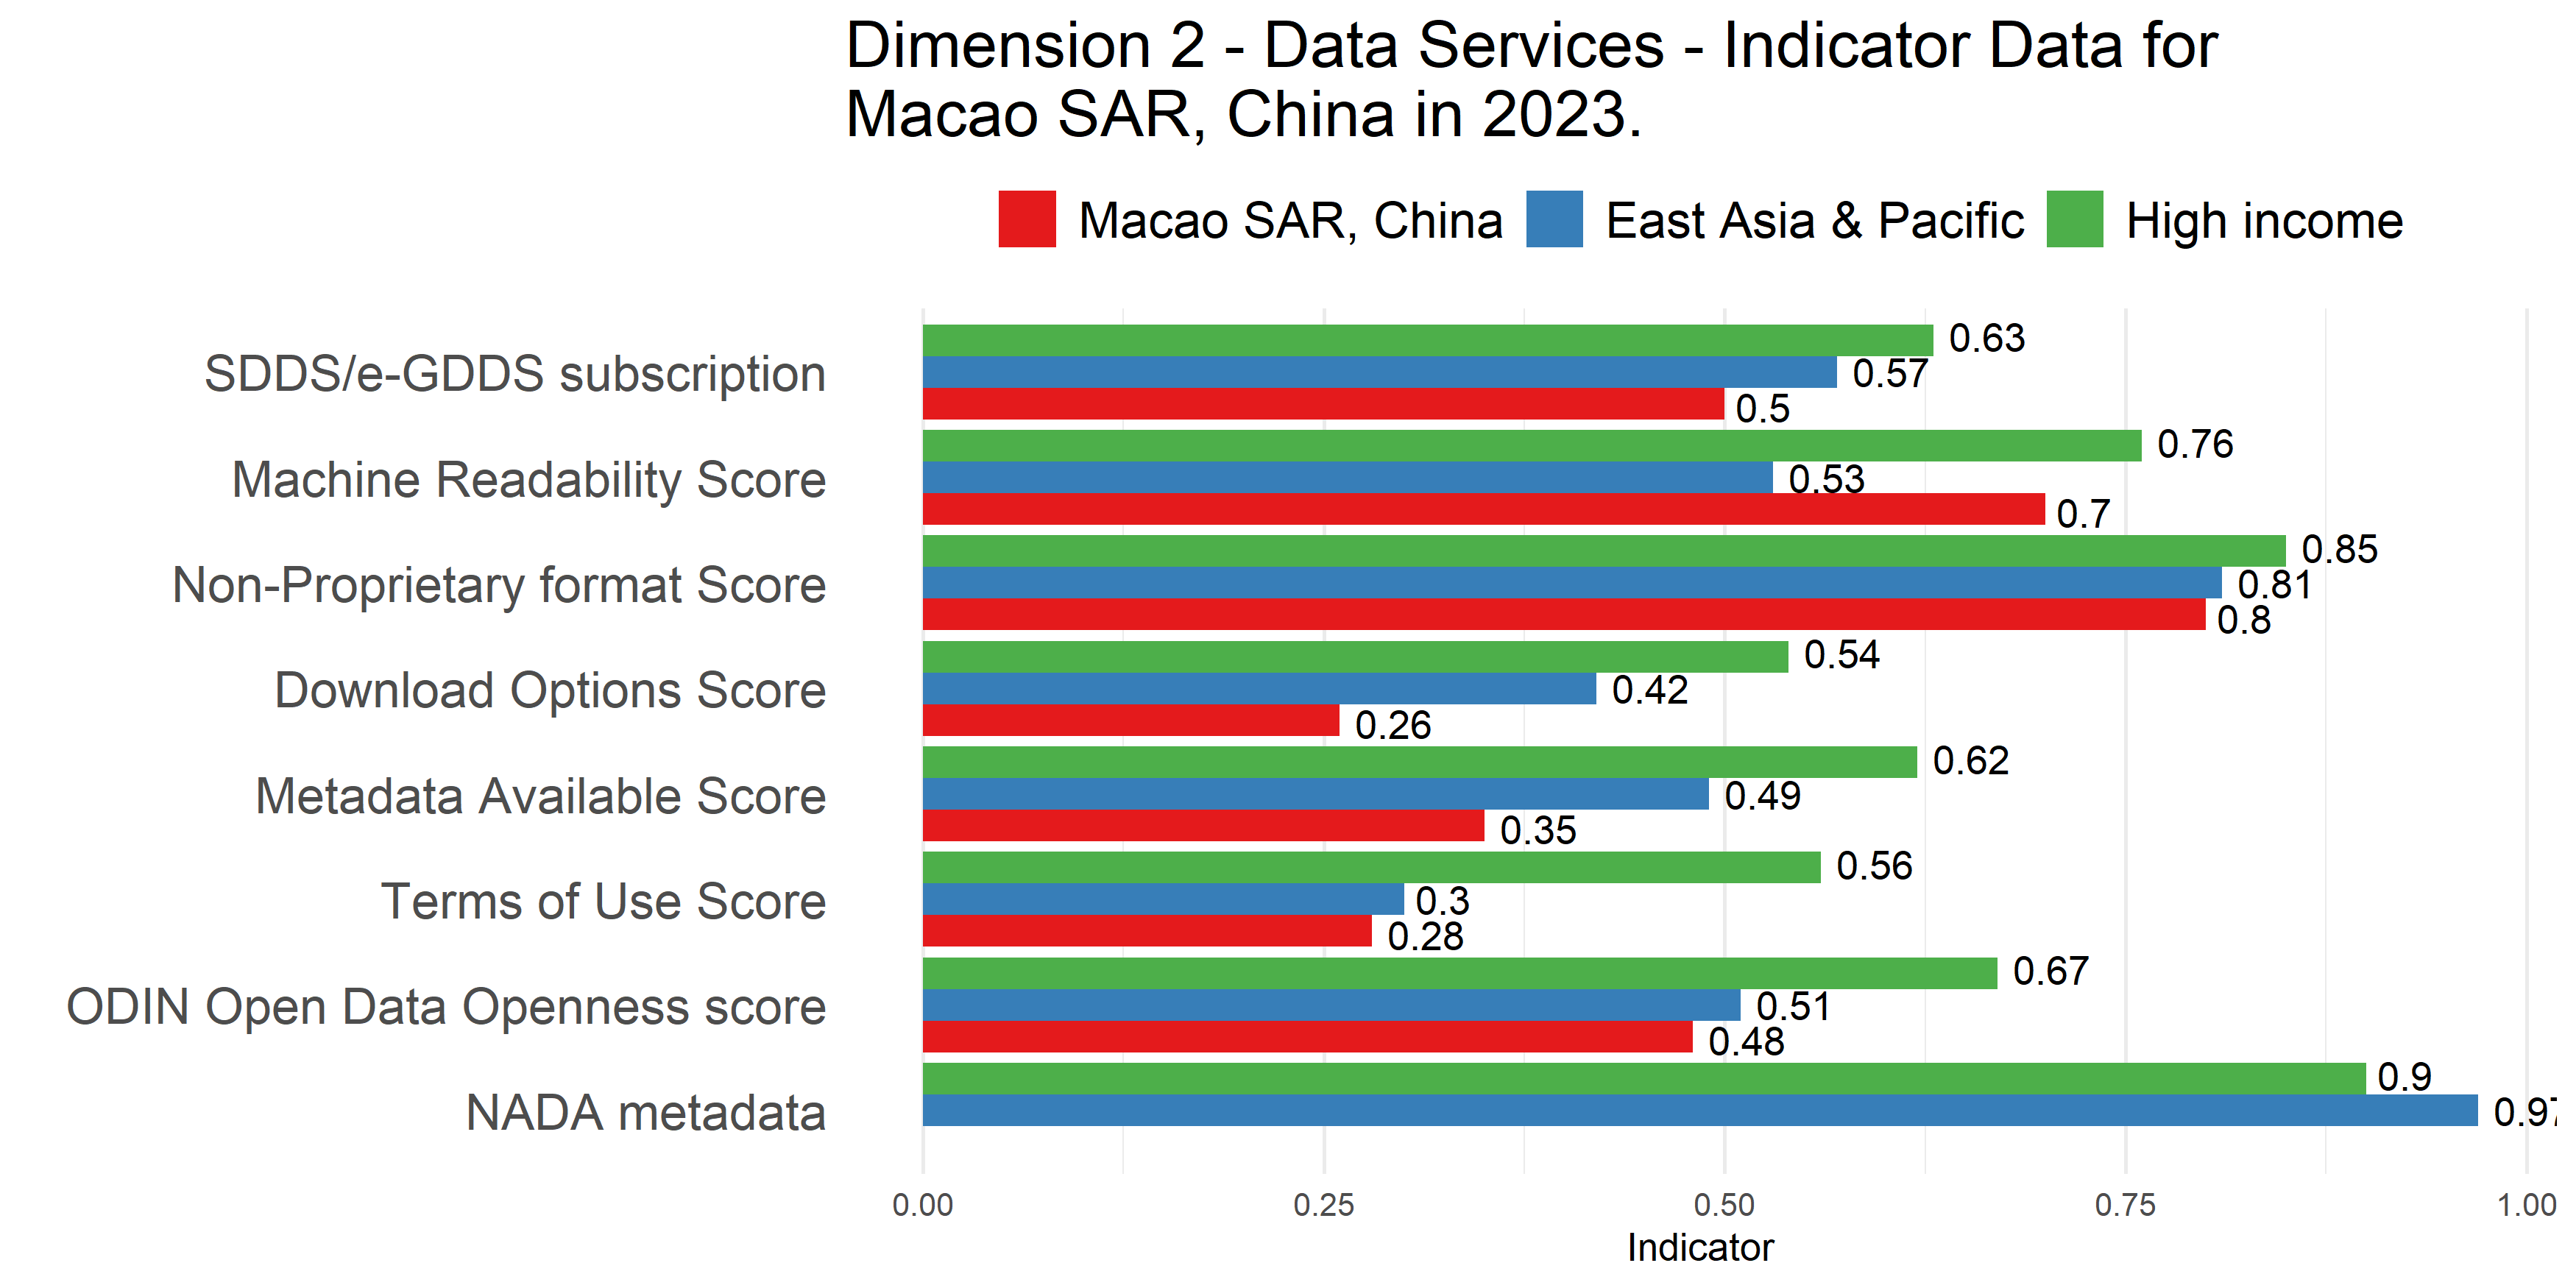 Dimension 2 - Data Services - Indicator Data for
Macao SAR, China in 2023.
Macao SAR, China East Asia & Pacific High income
SDDS/e-GDDS subscription
0.63
0.57
0.5
Machine Readability Score
0.76
0.53
0.7
Non-Proprietary format Score
0.85
0.81
0.8
Download Options Score
0.54
0.42
0.26
Metadata Available Score
0.62
0.49
0.35
Terms of Use Score
0.56
0.3
0.28
ODIN Open Data Openness score
0.67
0.51
0.48
NADA metadata
0.9
0.97
0.00 0.25 0.50 0.75 1.00
Indicator